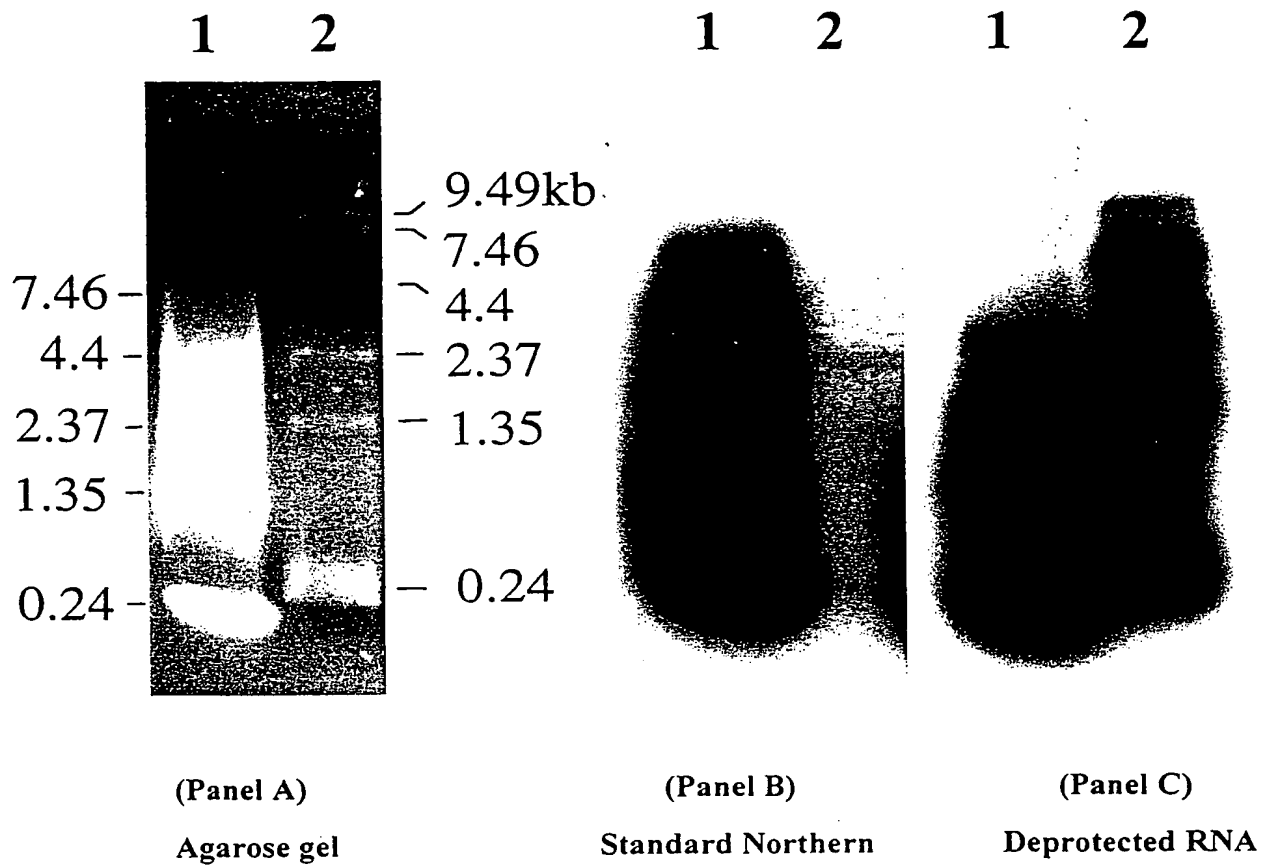 1 2
1 2
1 2
9.49kb
7.46
4.4
2.37
1.35
0.24
7.46
4.4
2.37
1.35
0.24
(Panel A)
Agarose gel
(Panel B)
Standard Northern
(Panel C)
Deprotected RNA